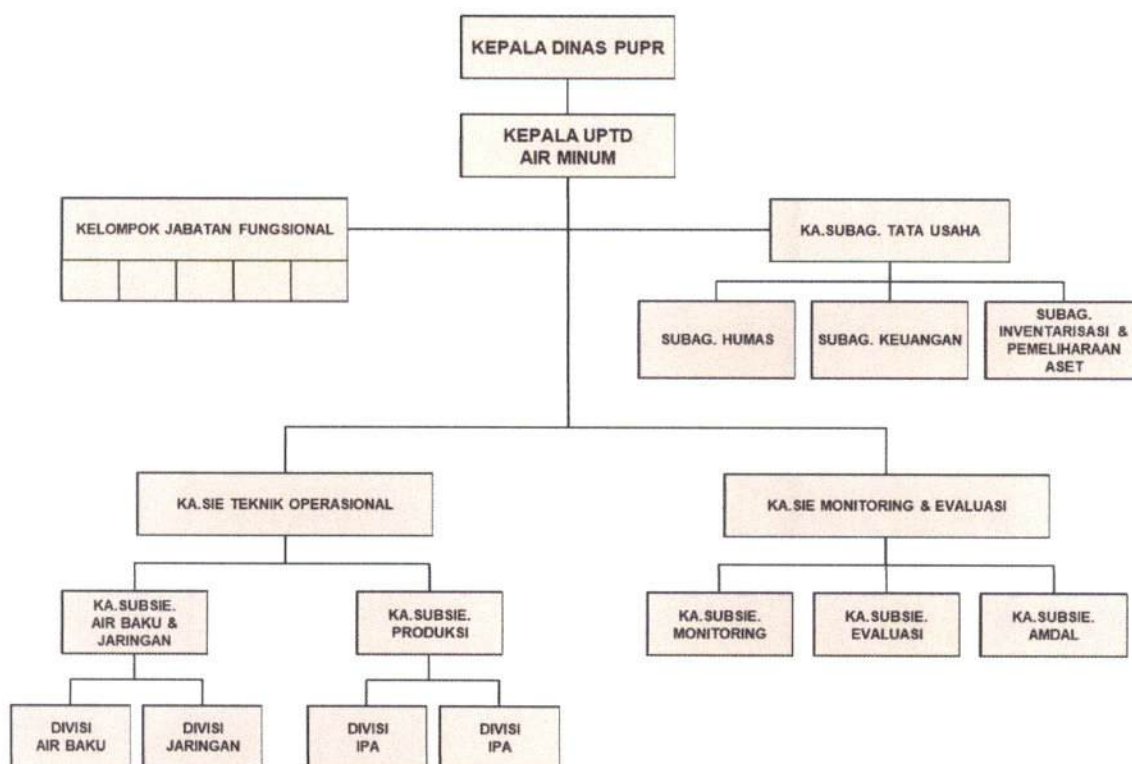 KEPALA DINAS PUPR
KEPALA UPTD
AIR MINUM
KELOMPOK JABATAN FUNGSIONAL
KA.SUBAG. TATA USAHA
SUBAG. HUMAS
SUBAG. KEUANGAN
SUBAG.
INVENTARISASI &
PEMELIHARAAN
ASET
KA.SIE TEKNIK OPERASIONAL
KA.SIE MONITORING & EVALUASI
KA.SUBSIE.
AIR BAKU &
JARINGAN
KA.SUBSIE.
PRODUKSI
KA.SUBSIE.
MONITORING
KA.SUBSIE.
EVALUASI
KA.SUBSIE.
AMDAL
DIVISI
AIR BAKU
DIVISI
JARINGAN
DIVISI
IPA
DIVISI
IPA